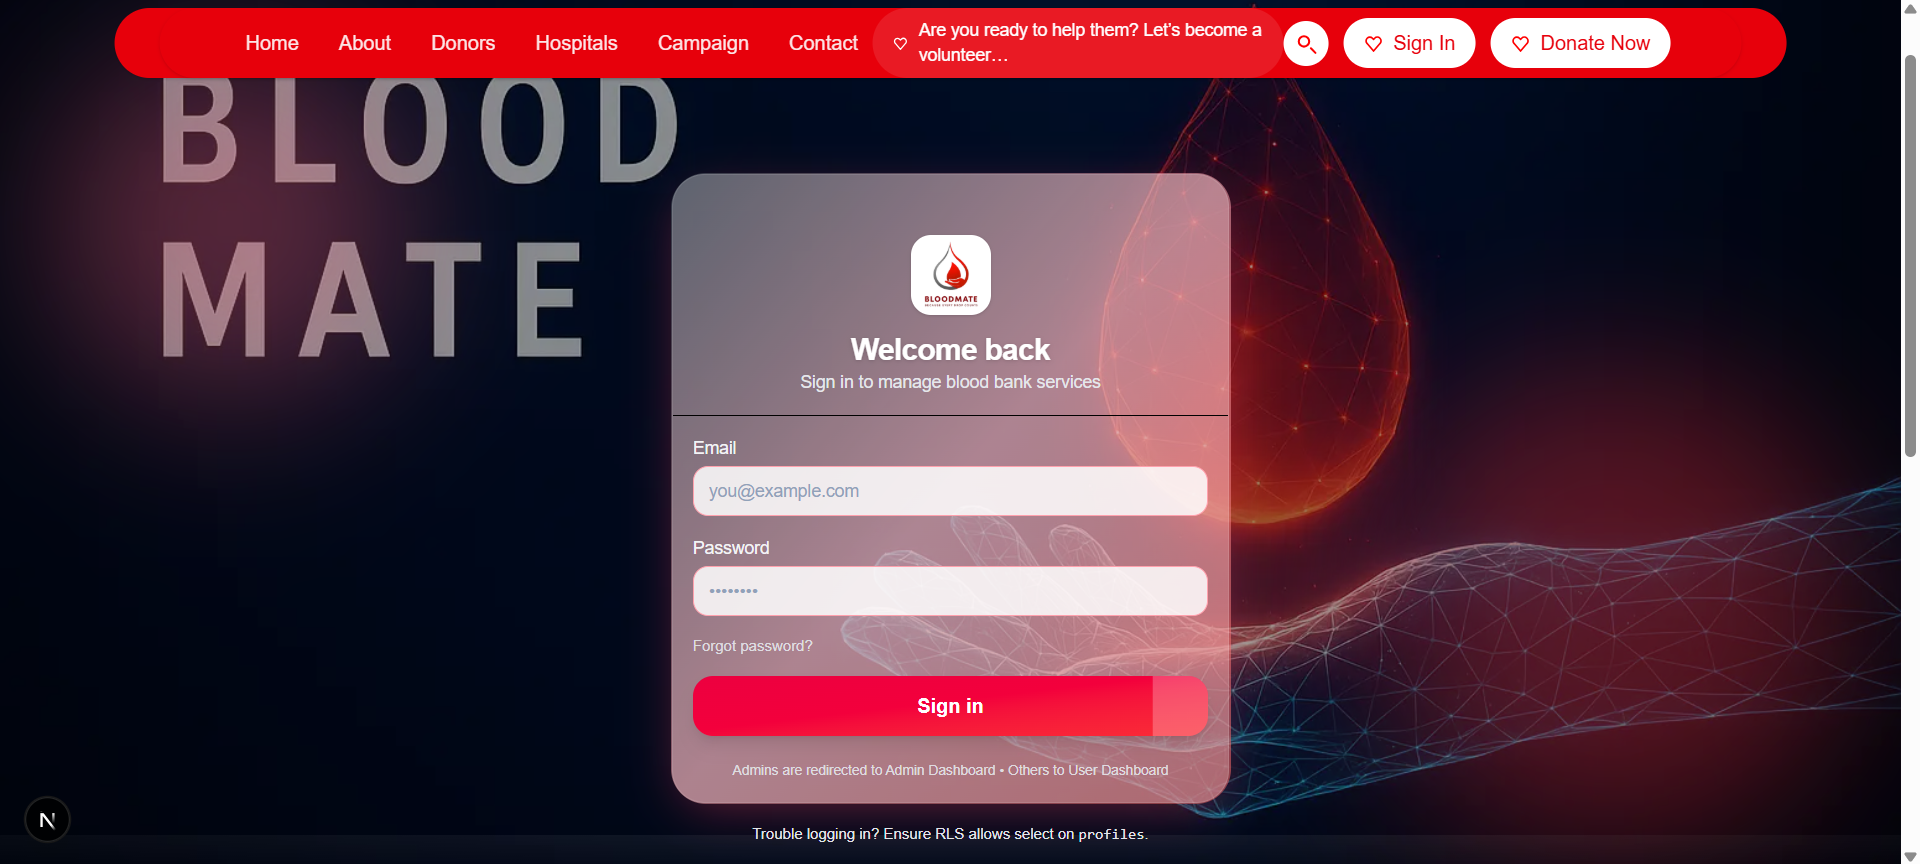 Home
About
Donors
Hospitals
Campaign
Contact
Are you ready to help them? Let's become a
volunteer…
Sign In
Donate Now
BLOOD
MATE
BLOODMATE
Welcome back
Sign in to manage blood bank services
Email
you@example.com
Password
••••••••
Forgot password?
Sign in
Admins are redirected to Admin Dashboard • Others to User Dashboard
N
Trouble logging in? Ensure RLS allows select on profiles.